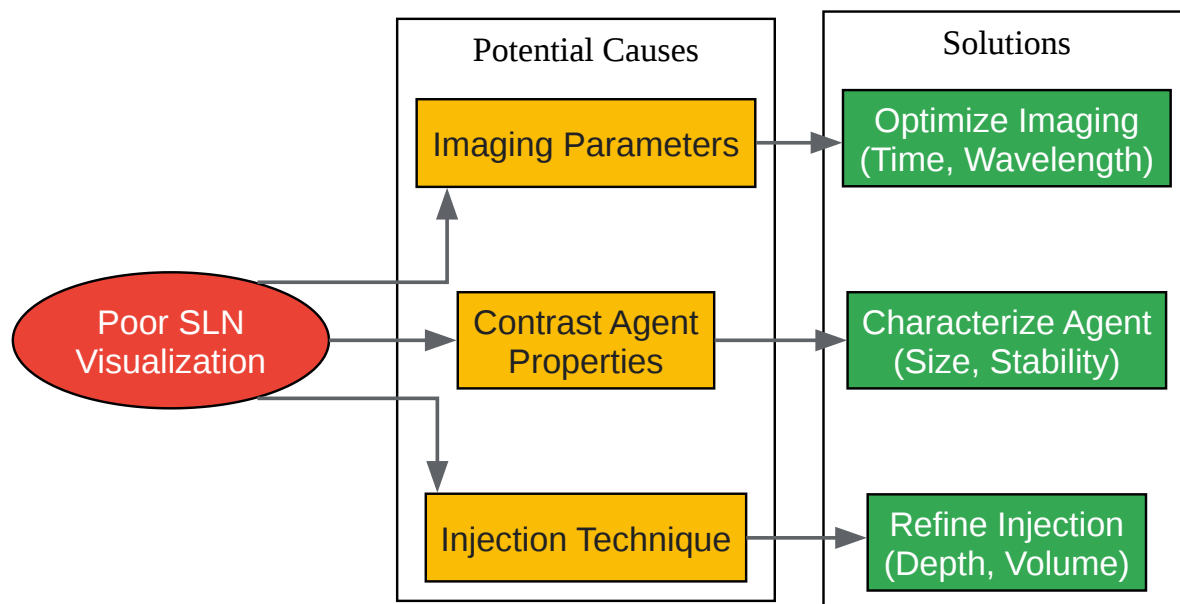 Potential Causes
Solutions
Imaging Parameters
Optimize Imaging
(Time, Wavelength)
Poor SLN
Visualization
Contrast Agent
Properties
Characterize Agent
(Size, Stability)
Injection Technique
Refine Injection
(Depth, Volume)